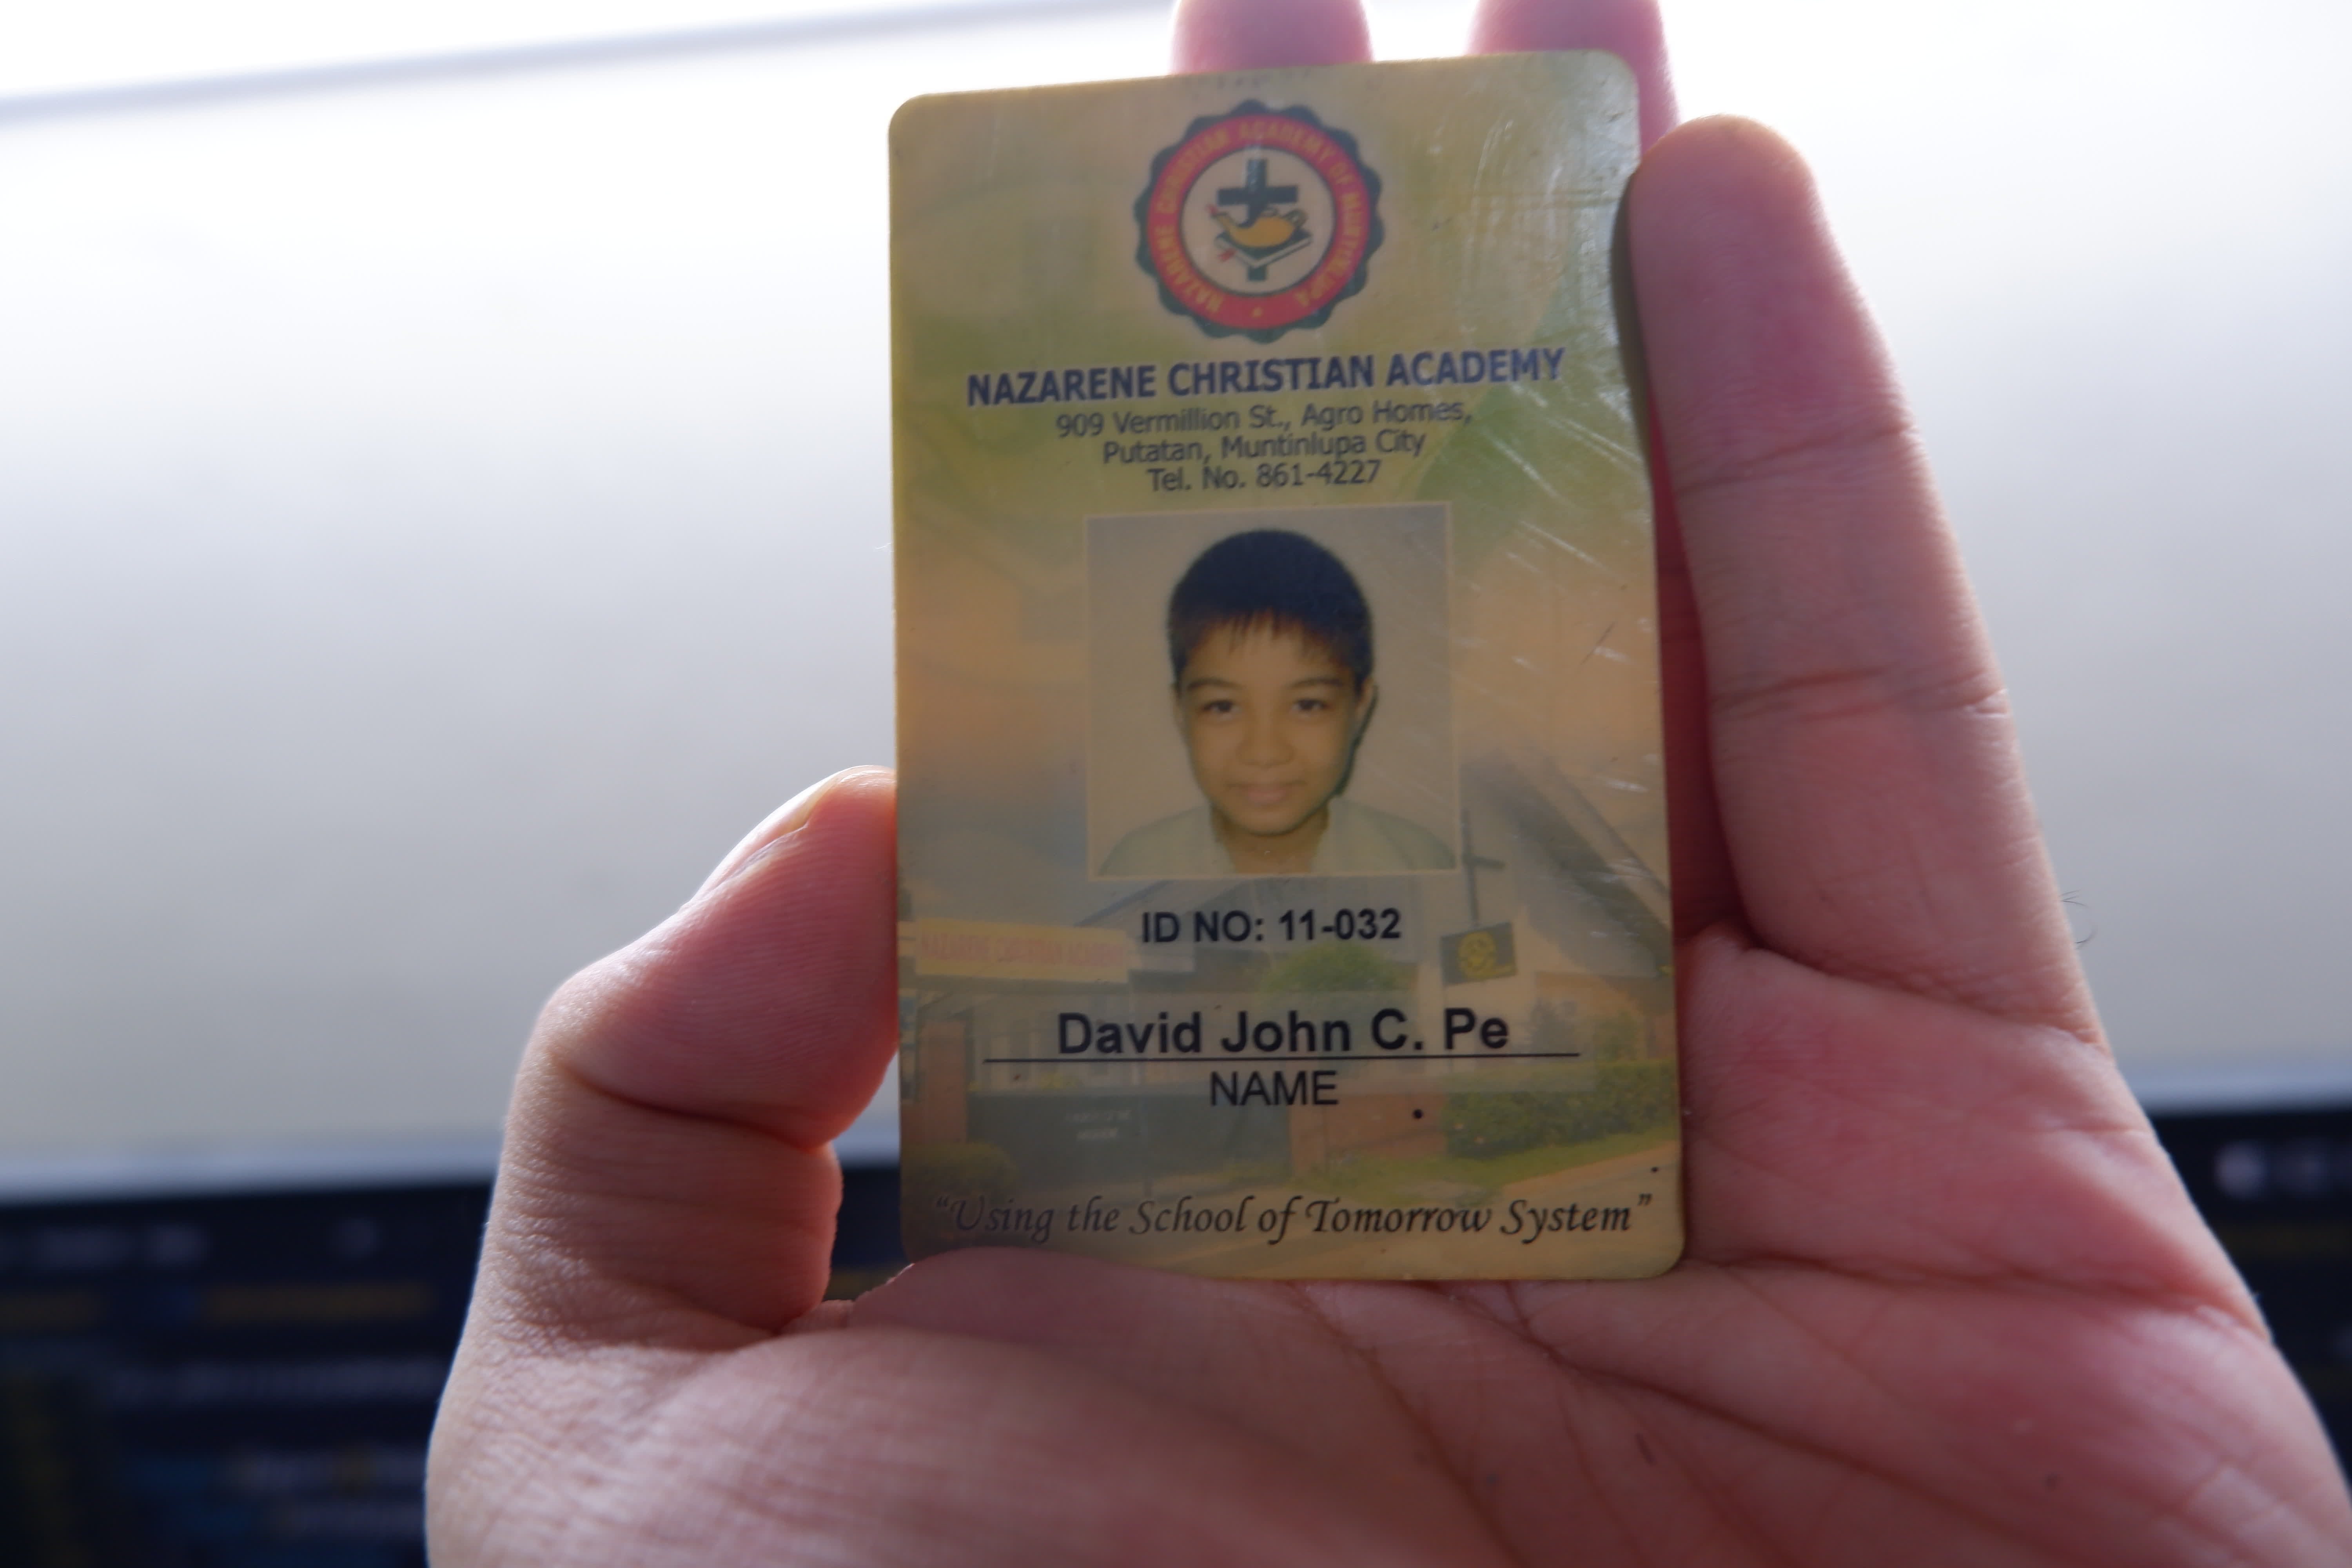 NAZARENE CHRISTIAN ACADEMY OF MUNTINLUPA
NAZARENE CHRISTIAN ACADEMY
909 Vermillion St., Agro Homes,
Putatan, Muntinlupa City
Tel. No. 861-4227
ID NO: 11-032
NAZARENE CHRISTIAN ACADEMY
David John C. Pe
NAME
"Using the School of Tomorrow System"